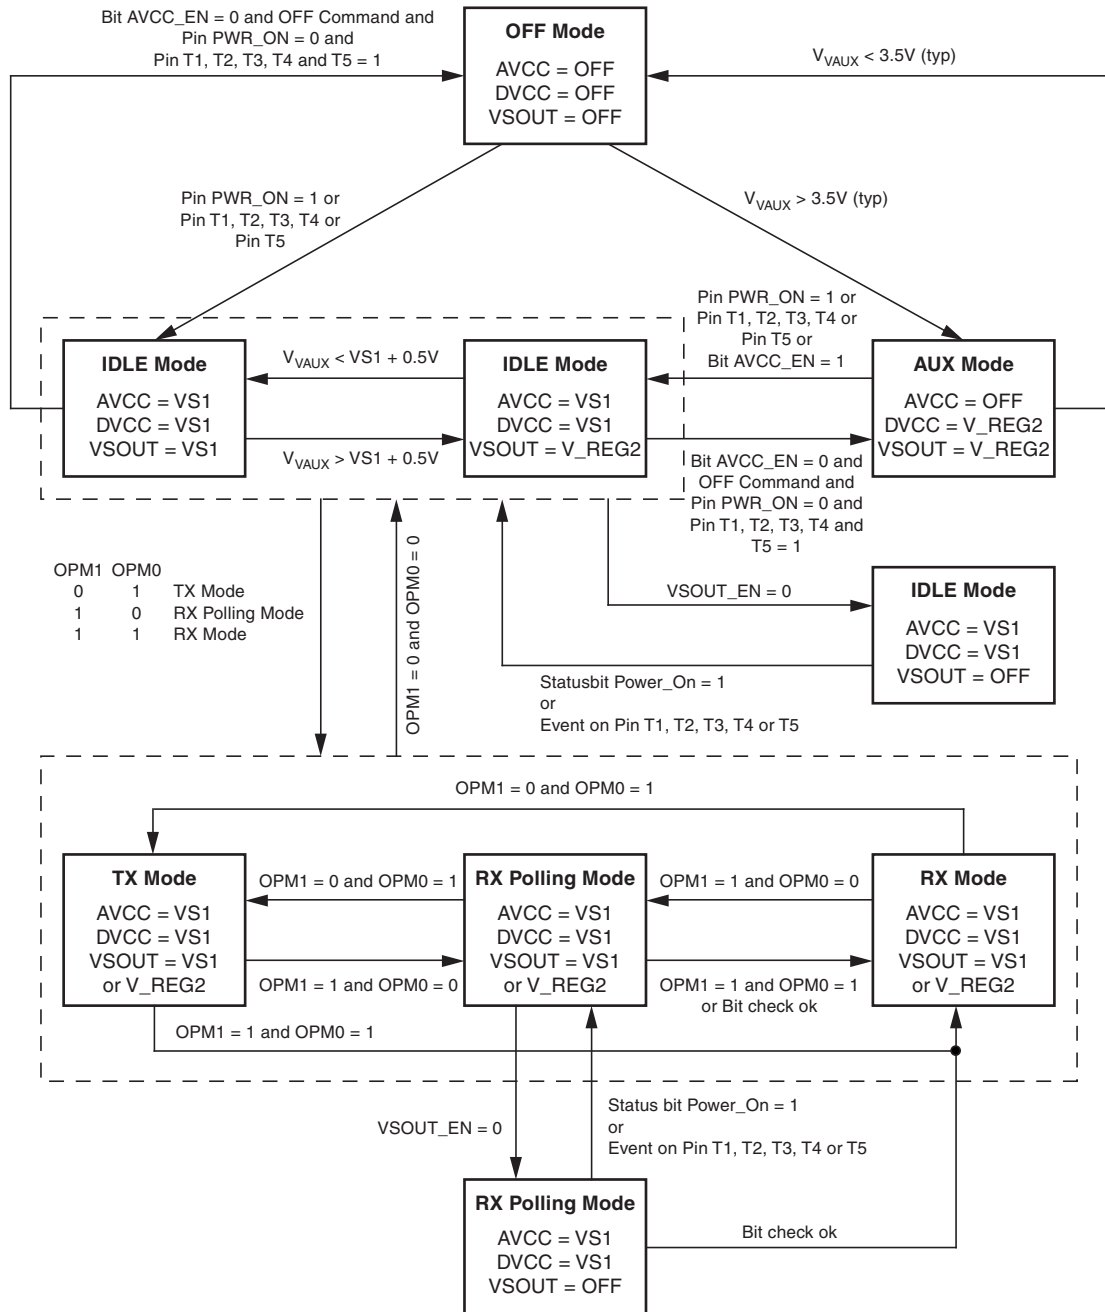 Bit AVCC_EN = 0 and OFF Command and
Pin PWR_ON = 0 and
Pin T1, T2, T3, T4 and T5 = 1
OFF Mode
AVCC = OFF
DVCC = OFF
VSOUT = OFF
VVAUX < 3.5V (typ)
Pin PWR_ON = 1 or
Pin T1, T2, T3, T4 or
Pin T5
VVAUX > 3.5V (typ)
IDLE Mode
AVCC = VS1
DVCC = VS1
VSOUT = VS1
VVAUX < VS1 + 0.5V
VVAUX > VS1 + 0.5V
IDLE Mode
AVCC = VS1
DVCC = VS1
VSOUT = V_REG2
Pin PWR_ON = 1 or
Pin T1, T2, T3, T4 or
Pin T5 or
Bit AVCC_EN = 1
AUX Mode
AVCC = OFF
DVCC = V_REG2
VSOUT = V_REG2
Bit AVCC_EN = 0 and
OFF Command and
Pin PWR_ON = 0 and
Pin T1, T2, T3, T4 and
T5 = 1
OPM1 OPM0
0 1 TX Mode
1 0 RX Polling Mode
1 1 RX Mode
OPM1 = 0 and OPM0 = 0
VSOUT_EN = 0
IDLE Mode
AVCC = VS1
DVCC = VS1
VSOUT = OFF
Statusbit Power_On = 1
or
Event on Pin T1, T2, T3, T4 or T5
OPM1 = 0 and OPM0 = 1
TX Mode
AVCC = VS1
DVCC = VS1
VSOUT = VS1
or V_REG2
OPM1 = 0 and OPM0 = 1
OPM1 = 1 and OPM0 = 0
RX Polling Mode
AVCC = VS1
DVCC = VS1
VSOUT = VS1
or V_REG2
OPM1 = 1 and OPM0 = 0
OPM1 = 1 and OPM0 = 1
or Bit check ok
RX Mode
AVCC = VS1
DVCC = VS1
VSOUT = VS1
or V_REG2
OPM1 = 1 and OPM0 = 1
VSOUT_EN = 0
Status bit Power_On = 1
or
Event on Pin T1, T2, T3, T4 or T5
RX Polling Mode
AVCC = VS1
DVCC = VS1
VSOUT = OFF
Bit check ok